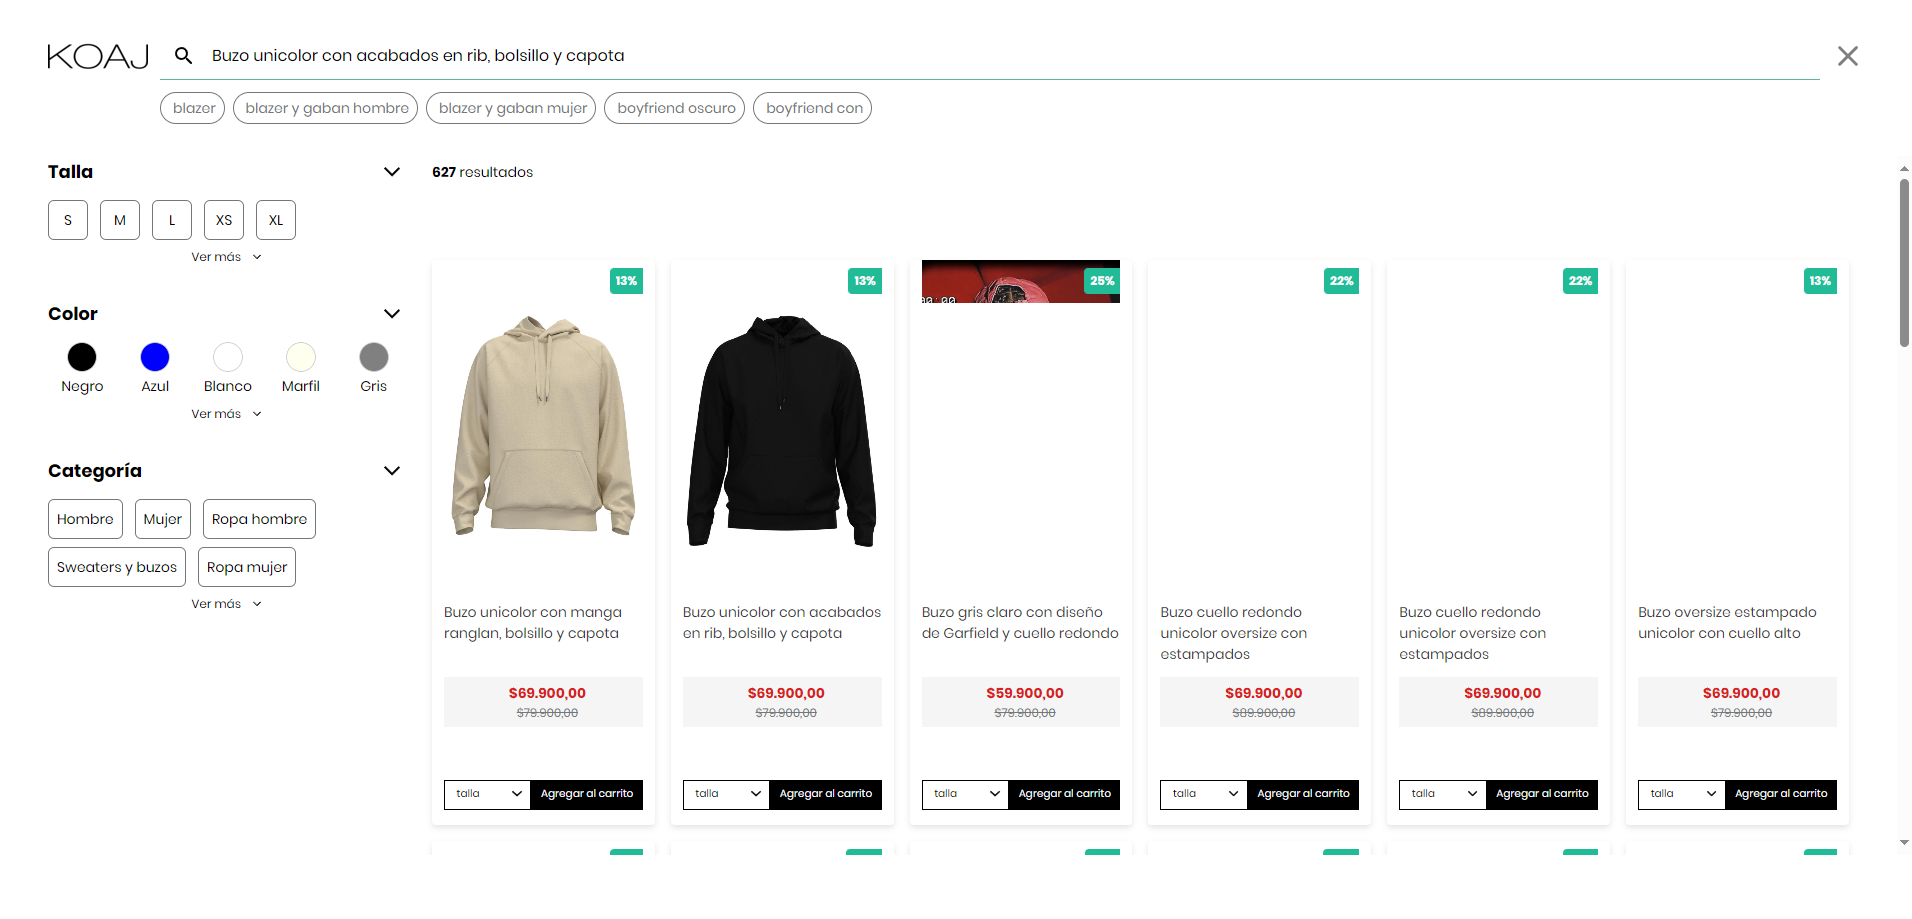 KOAJ
Buzo unicolor con acabados en rib, bolsillo y capota
blazer
blazer y gaban hombre
blazer y gaban mujer
boyfriend oscuro
boyfriend con
Talla
S
M
L
XS
XL
Ver más
Color
Negro
Azul
Blanco
Marfil
Gris
Ver más
Categoría
Hombre
Mujer
Ropa hombre
Sweaters y buzos
Ropa mujer
Ver más
627 resultados
13%
Buzo unicolor con manga
ranglan, bolsillo y capota
$69.900,00
$79.900,00
talla
Agregar al carrito
13%
Buzo unicolor con acabados
en rib, bolsillo y capota
$69.900,00
$79.900,00
talla
Agregar al carrito
25%
Buzo gris claro con diseño
de Garfield y cuello redondo
$59.900,00
$79.900,00
talla
Agregar al carrito
22%
Buzo cuello redondo
unicolor oversize con
estampados
$69.900,00
$89.900,00
talla
Agregar al carrito
22%
Buzo cuello redondo
unicolor oversize con
estampados
$69.900,00
$89.900,00
talla
Agregar al carrito
13%
Buzo oversize estampado
unicolor con cuello alto
$69.900,00
$79.900,00
talla
Agregar al carrito